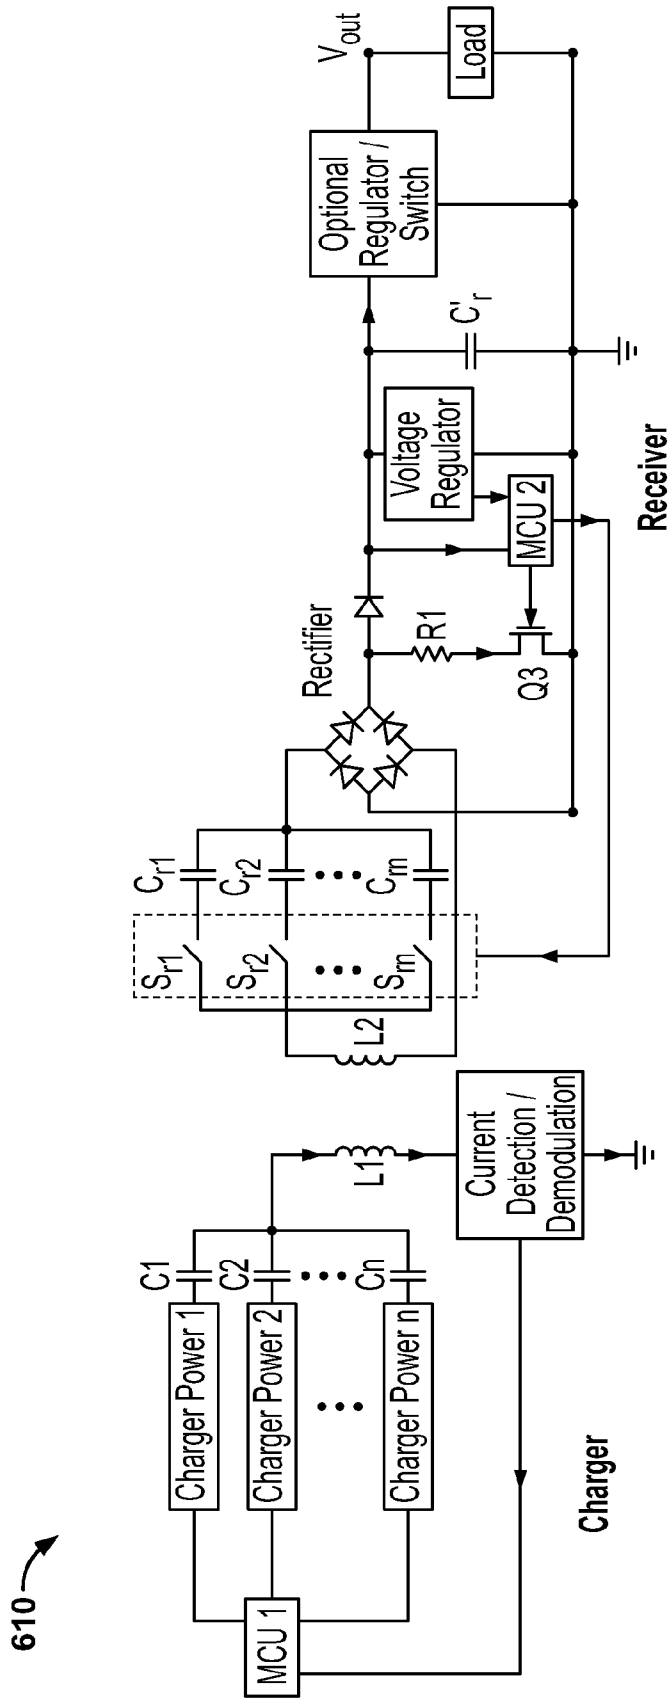 610
MCU 1
Charger Power 1
Charger Power 2
Charger Power n
C1
C2
Cn
L1
Current
Detection /
Demodulation
Charger
L2
Sr1
Sr2
Srn
Cr1
Cr2
Crn
Rectifier
R1
Q3
Voltage
Regulator
MCU 2
C'r
Optional
Regulator /
Switch
Vout
Load
Receiver